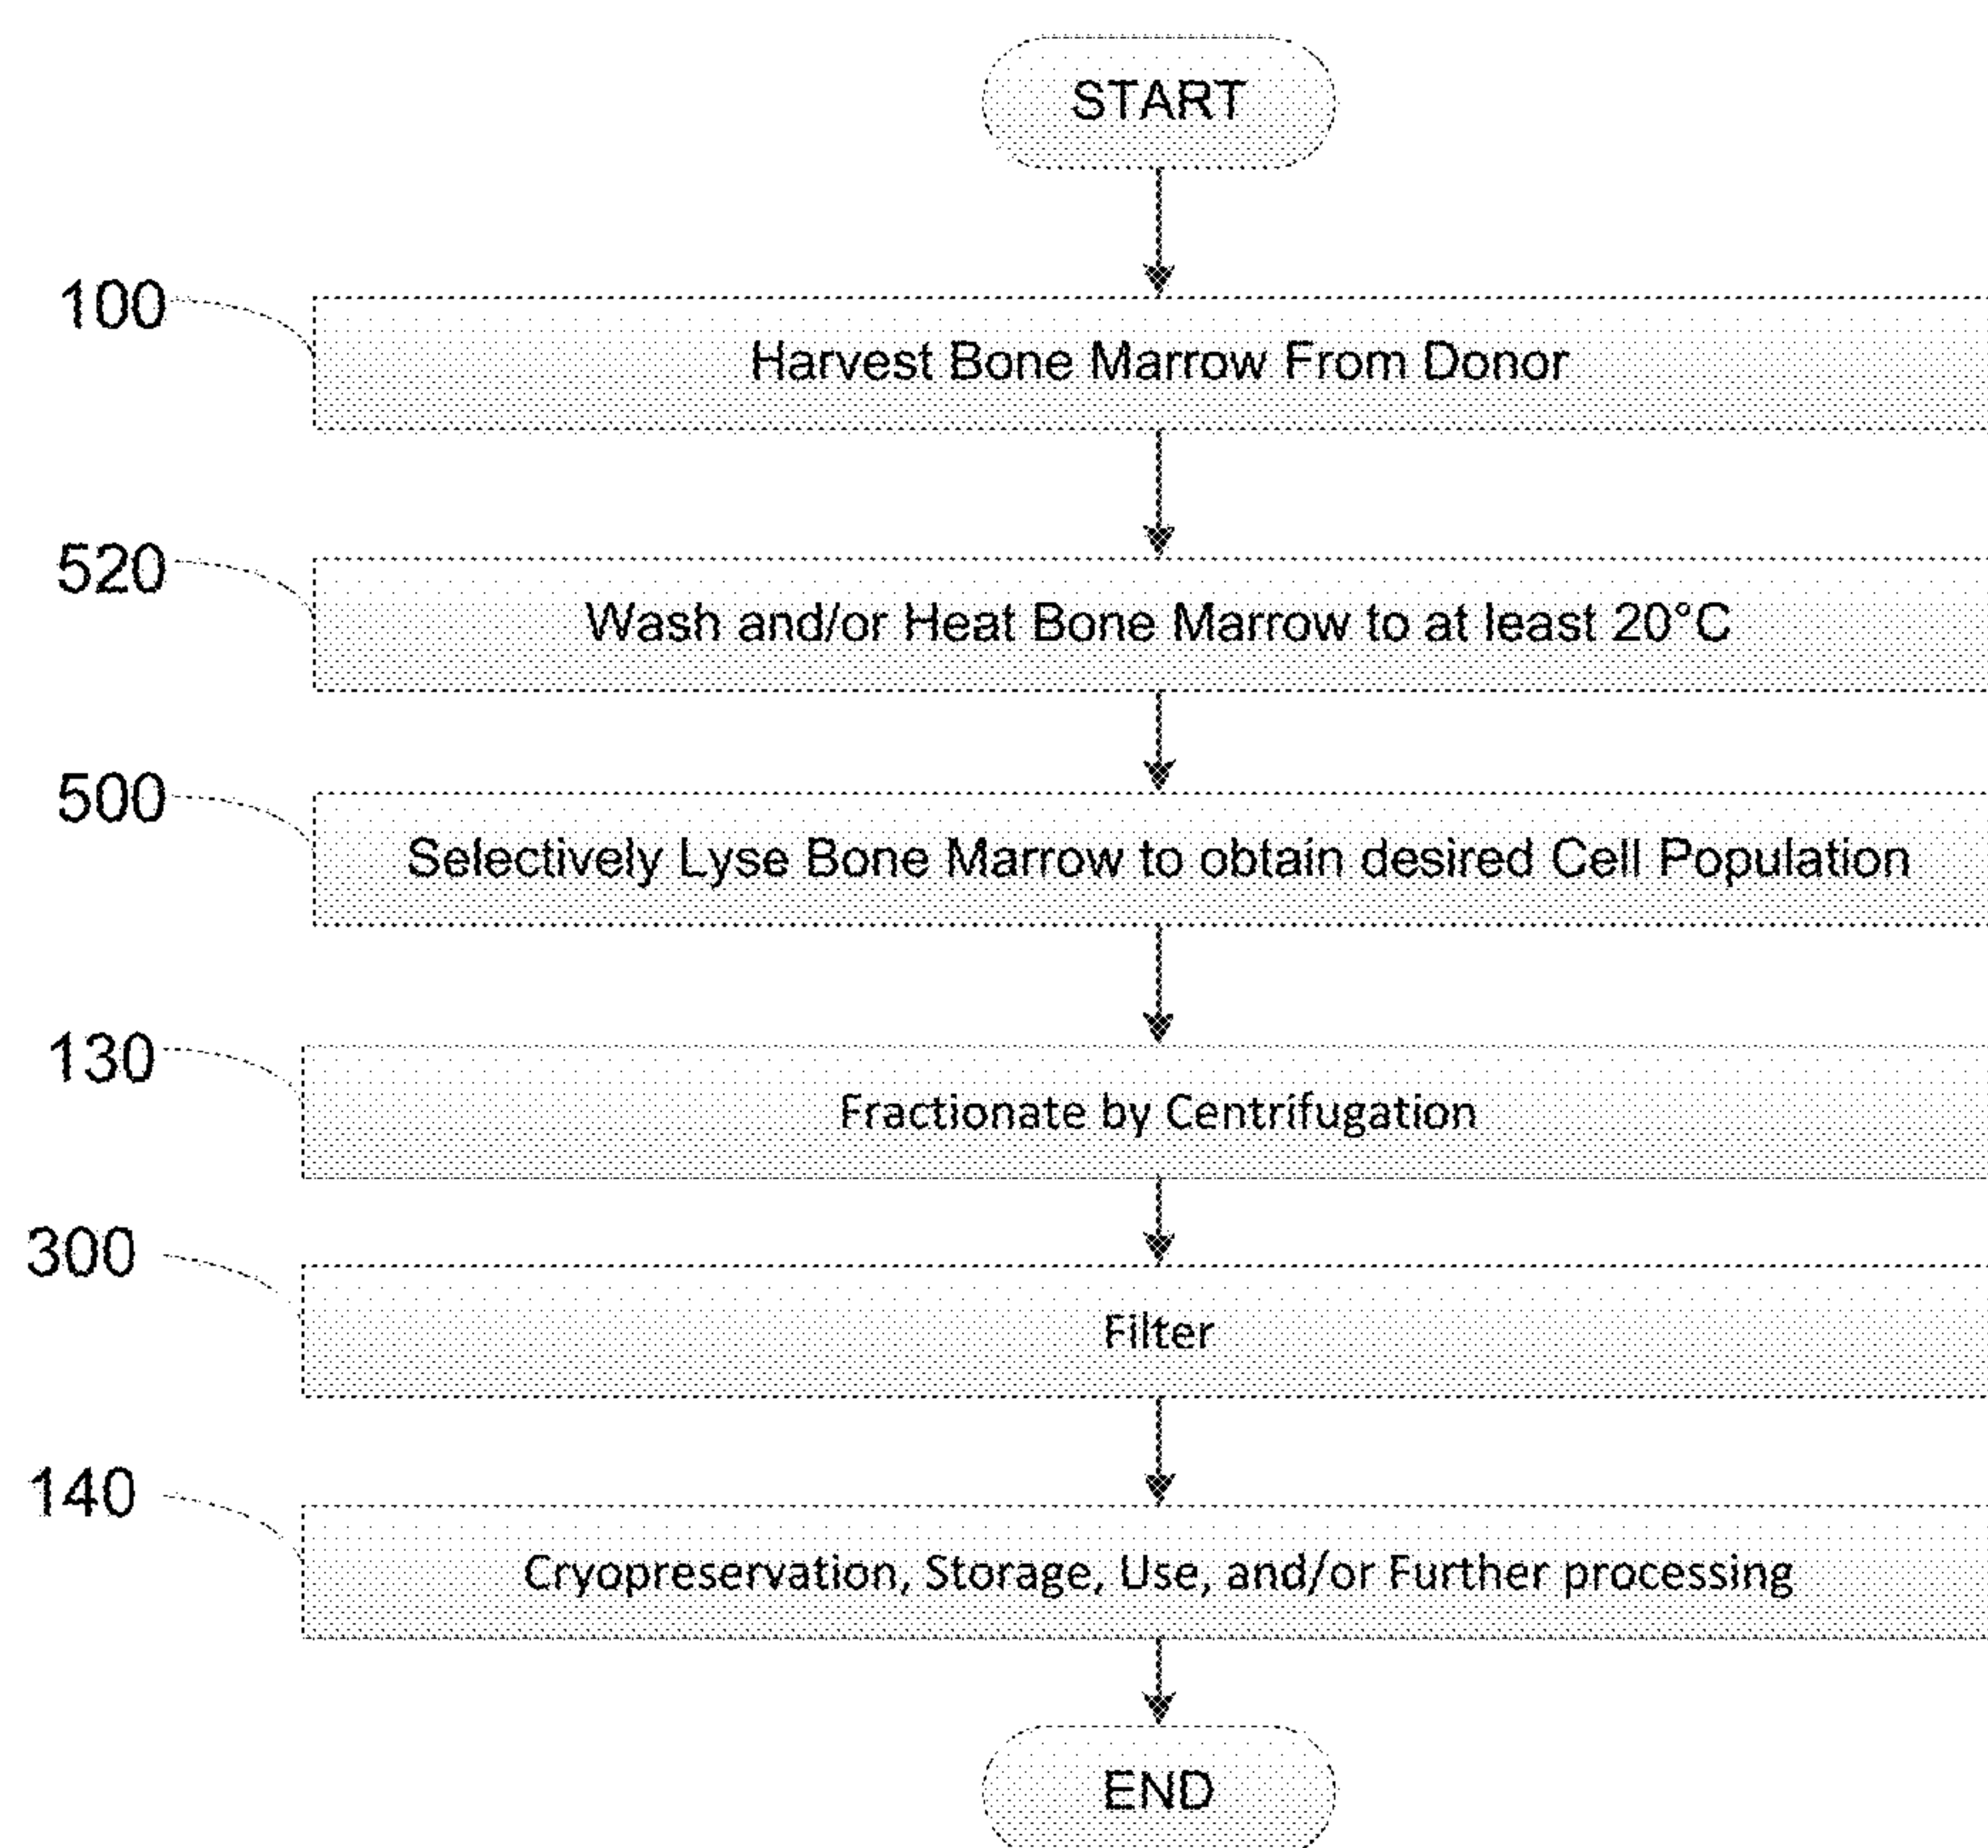 START
100
Harvest Bone Marrow From Donor
520
Wash and/or Heat Bone Marrow to at least 20°C
500
Selectively Lyse Bone Marrow to obtain desired Cell Population
130
Fractionate by Centrifugation
300
Filter
140
Cryopreservation, Storage, Use, and/or Further processing
END